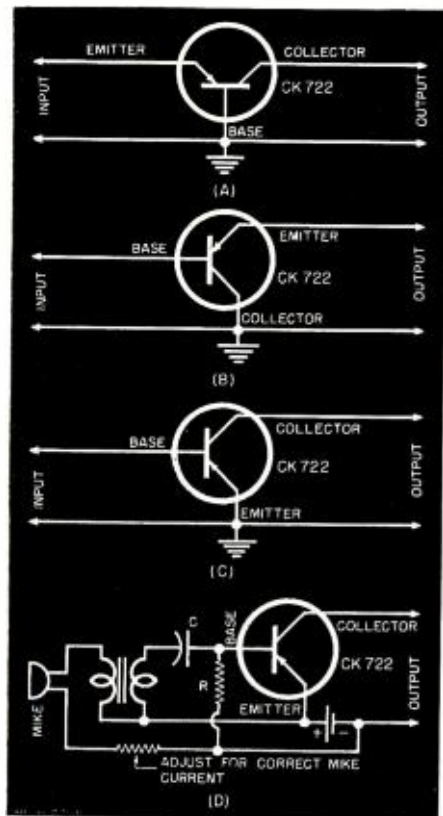 EMITTER
COLLECTOR
CK 722
INPUT
OUTPUT
BASE
(A)
EMITTER
BASE
CK 722
INPUT
OUTPUT
COLLECTOR
(B)
COLLECTOR
BASE
CK 722
INPUT
OUTPUT
EMITTER
(C)
C
BASE
COLLECTOR
CK 722
R
MIKE
EMITTER
OUTPUT
+ -
ADJUST FOR CORRECT MIKE
CURRENT
(D)